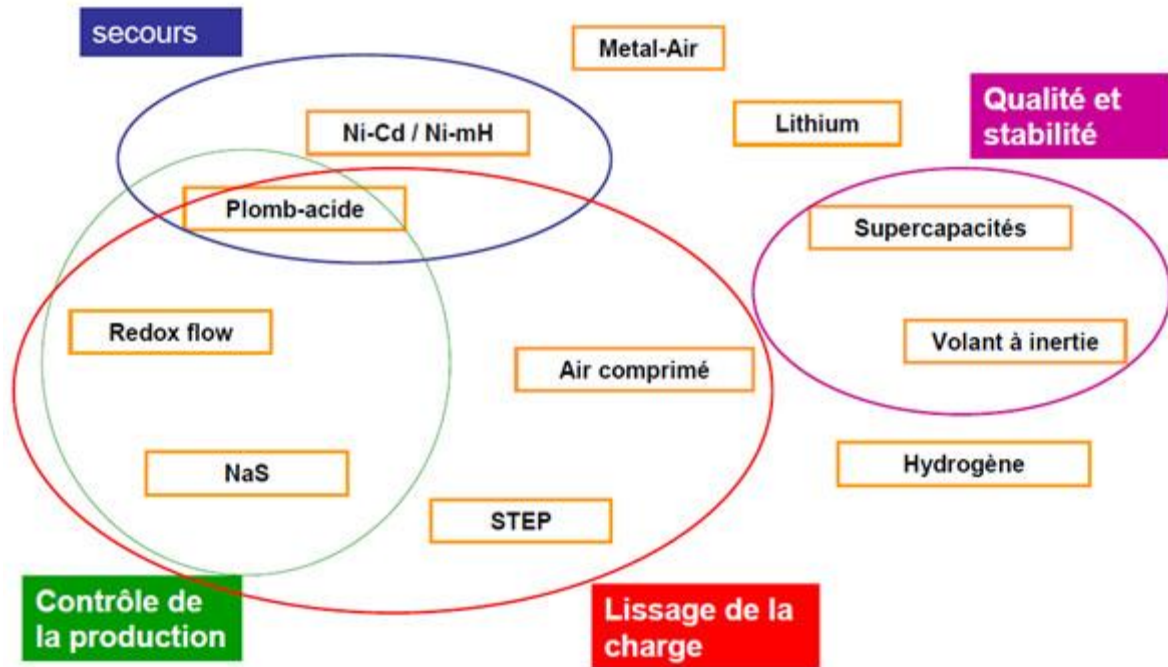 secours
Metal-Air
Lithium
Qualité et
stabilité
Ni-Cd / Ni-mH
Plomb-acide
Supercapacités
Redox flow
Volant à inertie
Air comprimé
NaS
Hydrogène
STEP
Contrôle de
la production
Lissage de la
charge